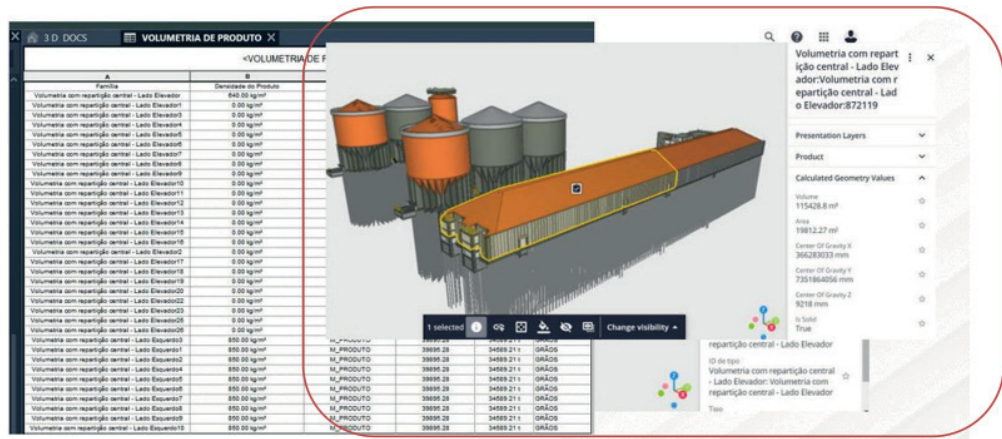 3 D DOCS
VOLUMETRIA DE PRODUTO
<VOLUMETRIA DE P
A B
Família Densidade do Produto
Volumetria com repartição central - Lado Elevador 640.00 kg/m³
Volumetria com repartição central - Lado Elevador1 0.00 kg/m³
Volumetria com repartição central - Lado Elevador3 0.00 kg/m³
Volumetria com repartição central - Lado Elevador4 0.00 kg/m³
Volumetria com repartição central - Lado Elevador5 0.00 kg/m³
Volumetria com repartição central - Lado Elevador6 0.00 kg/m³
Volumetria com repartição central - Lado Elevador7 0.00 kg/m³
Volumetria com repartição central - Lado Elevador8 0.00 kg/m³
Volumetria com repartição central - Lado Elevador9 0.00 kg/m³
Volumetria com repartição central - Lado Elevador10 0.00 kg/m³
Volumetria com repartição central - Lado Elevador11 0.00 kg/m³
Volumetria com repartição central - Lado Elevador12 0.00 kg/m³
Volumetria com repartição central - Lado Elevador13 0.00 kg/m³
Volumetria com repartição central - Lado Elevador14 0.00 kg/m³
Volumetria com repartição central - Lado Elevador15 0.00 kg/m³
Volumetria com repartição central - Lado Elevador16 0.00 kg/m³
Volumetria com repartição central - Lado Elevador2 0.00 kg/m³
Volumetria com repartição central - Lado Elevador17 0.00 kg/m³
Volumetria com repartição central - Lado Elevador18 0.00 kg/m³
Volumetria com repartição central - Lado Elevador19 0.00 kg/m³
Volumetria com repartição central - Lado Elevador20 0.00 kg/m³
Volumetria com repartição central - Lado Elevador22 0.00 kg/m³
Volumetria com repartição central - Lado Elevador23 0.00 kg/m³
Volumetria com repartição central - Lado Elevador25 0.00 kg/m³
Volumetria com repartição central - Lado Elevador26 0.00 kg/m³
Volumetria com repartição central - Lado Esquerdo3 850.00 kg/m³ M_PRODUTO 39695.28 34589.21 t GRÃOS
Volumetria com repartição central - Lado Esquerdo1 850.00 kg/m³ M_PRODUTO 39695.28 34589.21 t GRÃOS
Volumetria com repartição central - Lado Esquerdo2 850.00 kg/m³ M_PRODUTO 39695.28 34589.21 t GRÃOS
Volumetria com repartição central - Lado Esquerdo4 850.00 kg/m³ M_PRODUTO 39695.28 34589.21 t GRÃOS
Volumetria com repartição central - Lado Esquerdo5 850.00 kg/m³ M_PRODUTO 39695.28 34589.21 t GRÃOS
Volumetria com repartição central - Lado Esquerdo6 850.00 kg/m³ M_PRODUTO 39695.28 34589.21 t GRÃOS
Volumetria com repartição central - Lado Esquerdo7 850.00 kg/m³ M_PRODUTO 39695.28 34589.21 t GRÃOS
Volumetria com repartição central - Lado Esquerdo8 850.00 kg/m³ M_PRODUTO 39695.28 34589.21 t GRÃOS
Volumetria com repartição central - Lado Esquerdo9 850.00 kg/m³ M_PRODUTO 39695.28 34589.21 t GRÃOS
Volumetria com repartição central - Lado Esquerdo10 850.00 kg/m³ M_PRODUTO 39695.28 34589.21 t GRÃOS
1 selected
Change visibility
Volumetria com repart
ição central - Lado Elev
ador:Volumetria com r
epartição central - Lad
o Elevador:872119
Presentation Layers
Product
Calculated Geometry Values
Volume
115428.8 m³
Area
19812.27 m²
Center Of Gravity X
366283033 mm
Center Of Gravity Y
7351864056 mm
Center Of Gravity Z
9218 mm
Is Solid
True
repartição central - Lado Elevador
ID de tipo
Volumetria com repartição central
- Lado Elevador: Volumetria com
repartição central - Lado Elevador
Tipo